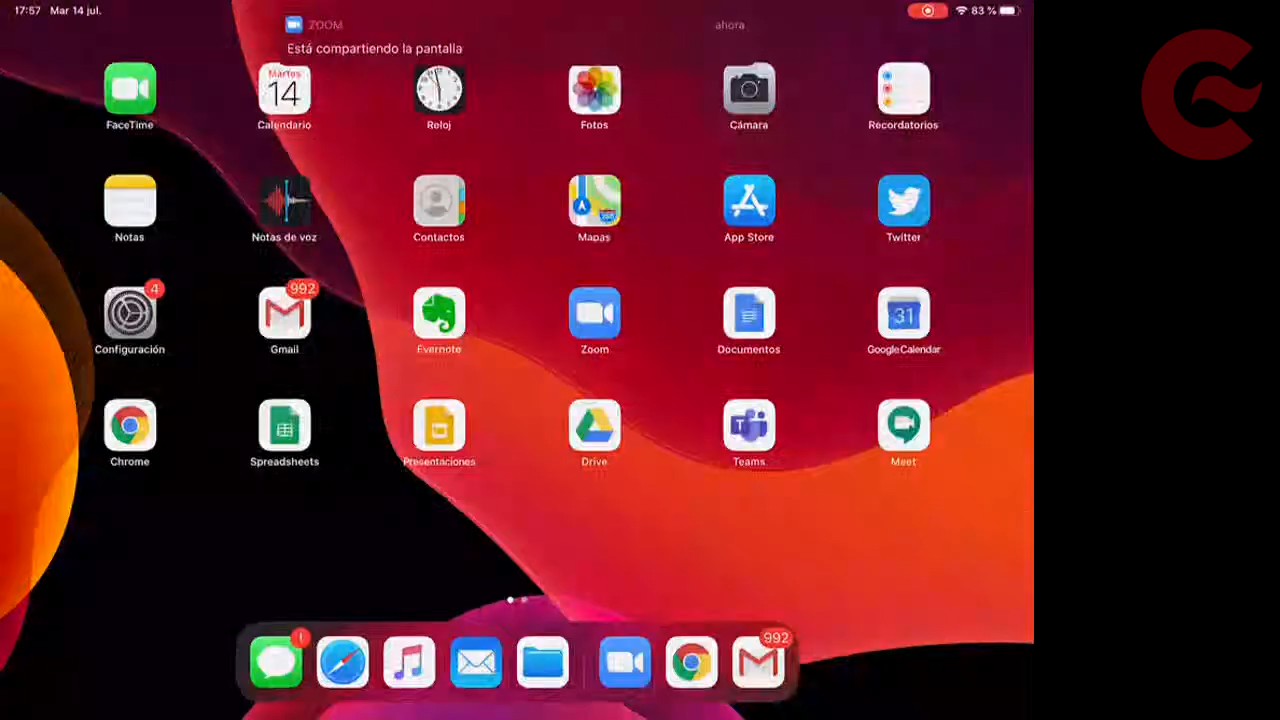 17:57 Mar 14 jul.
83 %
ZOOM
ahora
Está compartiendo la pantalla
Martes
14
FaceTime
Calendario
Reloj
Fotos
Cámara
Recordatorios
Notas
Notas de voz
Contactos
Mapas
App Store
Twitter
4
992
31
Configuración
Gmail
Evernote
Zoom
Documentos
Google Calendar
Chrome
Spreadsheets
Presentaciones
Drive
Teams
Meet
!
992